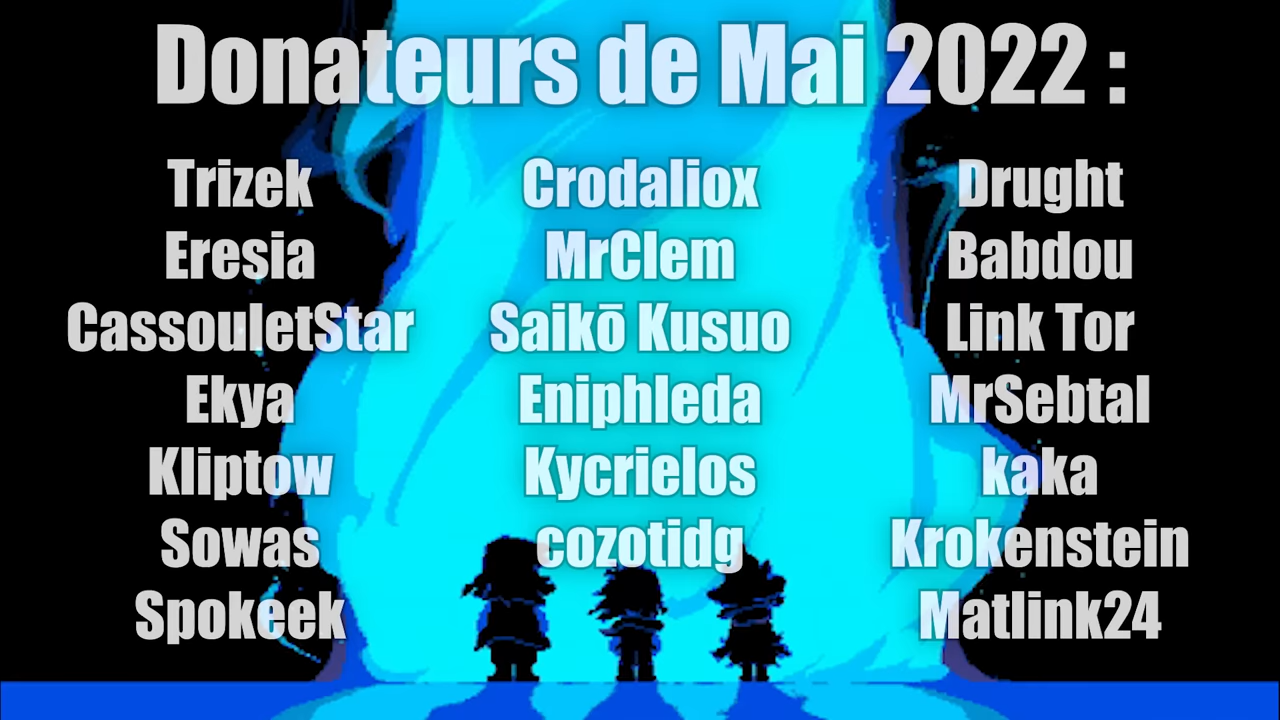 Donateurs de Mai 2022 :
Trizek
Eresia
CassouletStar
Ekya
Kliptow
Sowas
Spokeek
Crodaliox
MrClem
Saikō Kusuo
Eniphleda
Kycrielos
cozotidg
Drught
Babdou
Link Tor
MrSebtal
kaka
Krokenstein
Matlink24